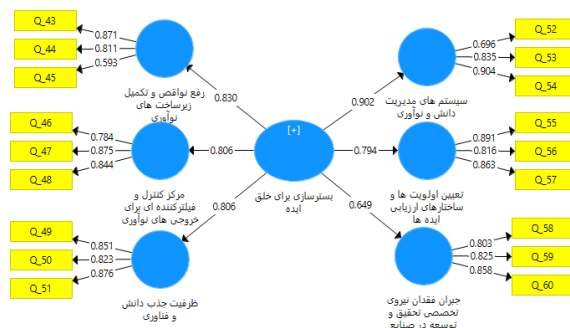 Q_43
0.871
Q_44
0.811
Q_45
0.593
رفع نواقص و تکمیل
زیرساخت های
نوآوری
0.830
Q_46
0.784
Q_47
0.875
Q_48
0.844
مرکز کنترل و
فیلترکننده ای برای
خروجی های نوآوری
0.806
Q_49
0.851
Q_50
0.823
Q_51
0.876
ظرفیت جذب دانش
و فناوری
0.806
[+]
بسترسازی برای خلق
ایده
Q_52
0.696
Q_53
0.835
Q_54
0.904
سیستم های مدیریت
دانش و نوآوری
0.902
Q_55
0.891
Q_56
0.816
Q_57
0.863
تعیین اولویت ها و
ساختارهای ارزیابی
ایده ها
0.794
Q_58
0.803
Q_59
0.825
Q_60
0.858
جبران فقدان نیروی
تخصصی تحقیق و
توسعه در صنایع
0.649